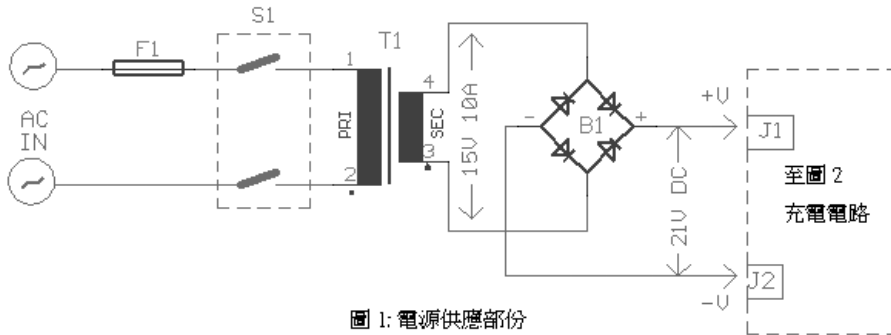 S1
F1
T1
AC
IN
1
2
PRI
4
3
SEC
15V 10A
-
B1
+
21V DC
+V
J1
至圖 2
充電電路
J2
-V
圖 1: 電源供應部份